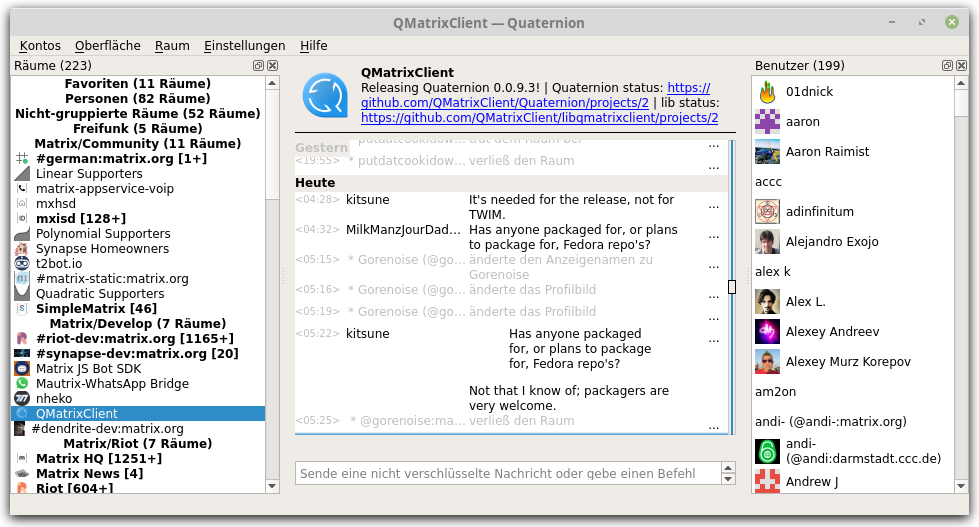 QMatrixClient — Quaternion
Kontos Oberfläche Raum Einstellungen Hilfe
Räume (223)
Favoriten (11 Räume)
Personen (82 Räume)
Nicht-gruppierte Räume (52 Räume)
Freifunk (5 Räume)
Matrix/Community (11 Räume)
#german:matrix.org [1+]
Linear Supporters
matrix-appservice-voip
mxhsd
mxisd [128+]
Polynomial Supporters
Synapse Homeowners
t2bot.io
#matrix-static:matrix.org
Quadratic Supporters
SimpleMatrix [46]
Matrix/Develop (7 Räume)
#riot-dev:matrix.org [1165+]
#synapse-dev:matrix.org [20]
Matrix JS Bot SDK
Mautrix-WhatsApp Bridge
nheko
QMatrixClient
#dendrite-dev:matrix.org
Matrix/Riot (7 Räume)
Matrix HQ [1251+]
Matrix News [4]
Riot [604+]
QMatrixClient
Releasing Quaternion 0.0.9.3! | Quaternion status: https://
github.com/QMatrixClient/Quaternion/projects/2 | lib status:
https://github.com/QMatrixClient/libqmatrixclient/projects/2
Gestern * putdatcookidow... trat dem Raum bei ...
<19:55> * putdatcookidow... verließ den Raum ...
Heute
<04:28> kitsune It's needed for the release, not for ...
TWIM.
<04:32> MilkManzJourDad... Has anyone packaged for, or plans ...
to package for, Fedora repo's?
<05:15> * Gorenoise (@go... änderte den Anzeigenamen zu ...
Gorenoise
<05:16> * Gorenoise (@go... änderte das Profilbild ...
<05:19> * Gorenoise (@go... änderte das Profilbild ...
<05:22> kitsune Has anyone packaged ...
for, or plans to package
for, Fedora repo's?
Not that I know of; packagers are
very welcome.
<05:25> * @gorenoise:ma... verließ den Raum ...
Sende eine nicht verschlüsselte Nachricht oder gebe einen Befehl
Benutzer (199)
01dnick
aaron
Aaron Raimist
accc
adinfinitum
Alejandro Exojo
alex k
Alex L.
Alexey Andreev
Alexey Murz Korepov
am2on
andi- (@andi-:matrix.org)
andi-
(@andi:darmstadt.ccc.de)
Andrew J